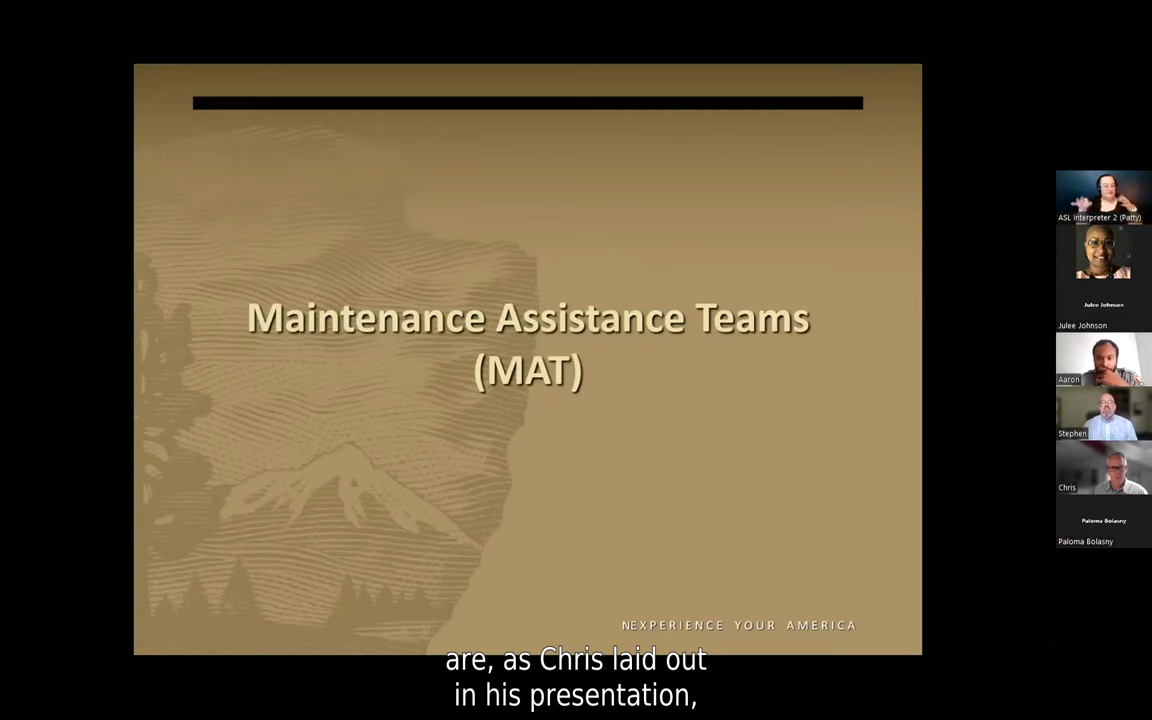 Maintenance Assistance Teams
(MAT)
NEXPERIENCE YOUR AMERICA
are, as Chris laid out
in his presentation,
ASL Interpreter 2 (Patty)
Julee Johnson
Julee Johnson
Aaron
Stephen
Chris
Paloma Bolasny
Paloma Bolasny